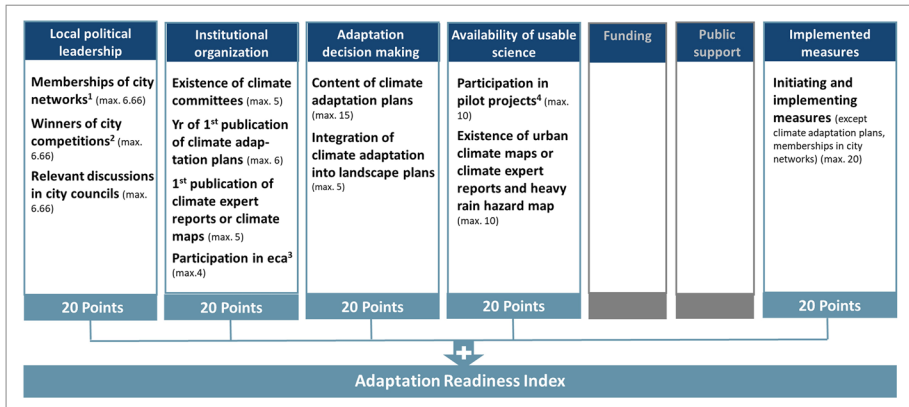 Local political
leadership
Memberships of city
networks¹ (max. 6.66)
Winners of city
competitions² (max.
6.66)
Relevant discussions
in city councils (max.
6.66)
20 Points
Institutional
organization
Existence of climate
committees (max. 5)
Yr of 1st publication
of climate adap-
tation plans (max. 6)
1st publication of
climate expert
reports or climate
maps (max. 5)
Participation in eca³
(max.4)
20 Points
Adaptation
decision making
Content of climate
adaptation plans
(max. 15)
Integration of
climate adaptation
into landscape plans
(max. 5)
20 Points
Availability of usable
science
Participation in
pilot projects⁴ (max.
10)
Existence of urban
climate maps or
climate expert
reports and heavy
rain hazard map
(max. 10)
20 Points
Funding
Public
support
Implemented
measures
Initiating and
implementing
measures (except
climate adaptation plans,
memberships in city
networks) (max. 20)
20 Points
+
Adaptation Readiness Index